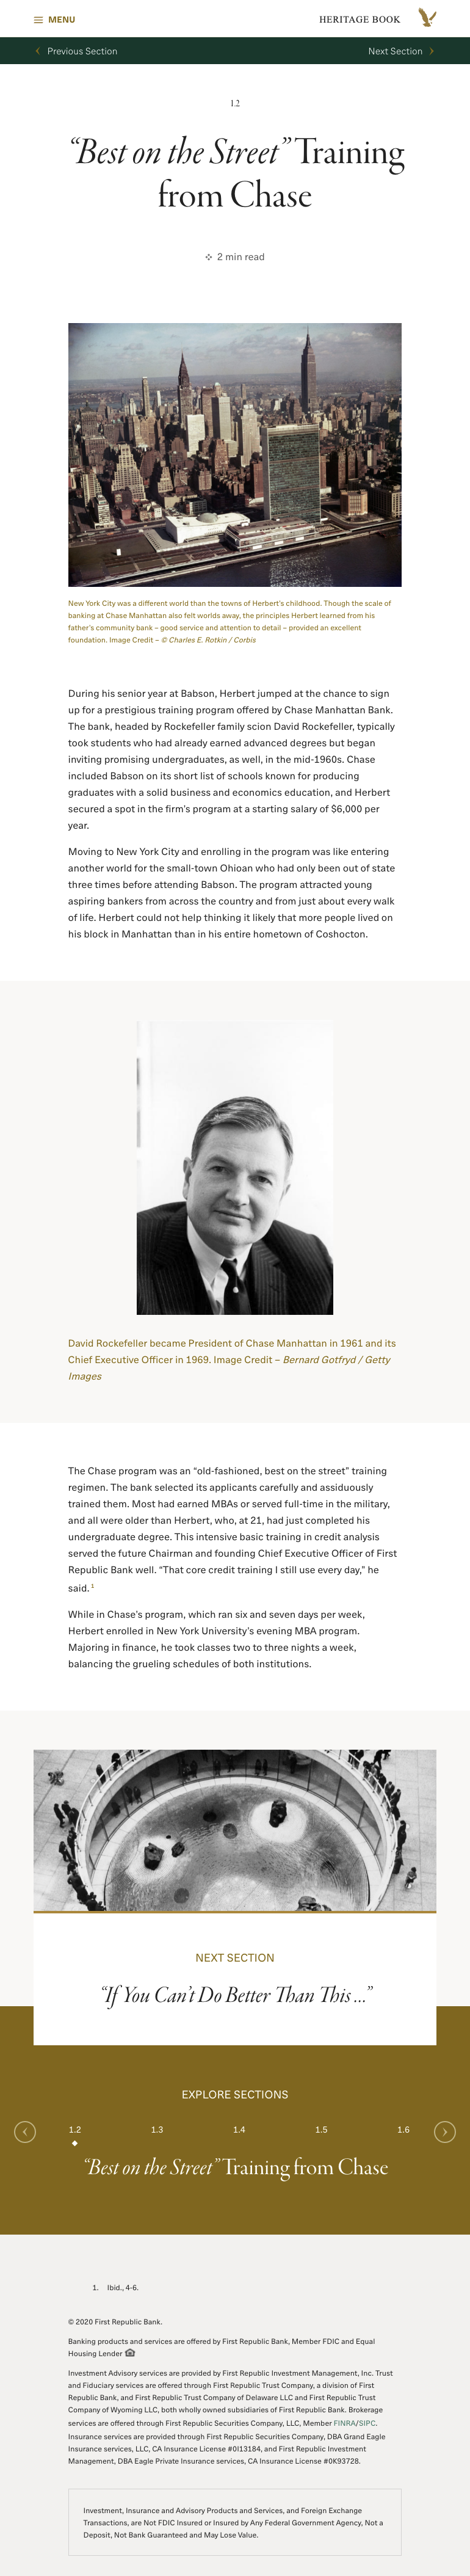 MENU
HERITAGE BOOK
Previous Section
Next Section
1.2
“Best on the Street” Training
from Chase
2 min read
New York City was a different world than the towns of Herbert’s childhood. Though the scale of
banking at Chase Manhattan also felt worlds away, the principles Herbert learned from his
father’s community bank – good service and attention to detail – provided an excellent
foundation. Image Credit – © Charles E. Rotkin / Corbis
During his senior year at Babson, Herbert jumped at the chance to sign
up for a prestigious training program offered by Chase Manhattan Bank.
The bank, headed by Rockefeller family scion David Rockefeller, typically
took students who had already earned advanced degrees but began
inviting promising undergraduates, as well, in the mid-1960s. Chase
included Babson on its short list of schools known for producing
graduates with a solid business and economics education, and Herbert
secured a spot in the firm’s program at a starting salary of $6,000 per
year.
Moving to New York City and enrolling in the program was like entering
another world for the small-town Ohioan who had only been out of state
three times before attending Babson. The program attracted young
aspiring bankers from across the country and from just about every walk
of life. Herbert could not help thinking it likely that more people lived on
his block in Manhattan than in his entire hometown of Coshocton.
David Rockefeller became President of Chase Manhattan in 1961 and its
Chief Executive Officer in 1969. Image Credit – Bernard Gotfryd / Getty
Images
The Chase program was an “old-fashioned, best on the street” training
regimen. The bank selected its applicants carefully and assiduously
trained them. Most had earned MBAs or served full-time in the military,
and all were older than Herbert, who, at 21, had just completed his
undergraduate degree. This intensive basic training in credit analysis
served the future Chairman and founding Chief Executive Officer of First
Republic Bank well. “That core credit training I still use every day,” he
said. 1
While in Chase’s program, which ran six and seven days per week,
Herbert enrolled in New York University’s evening MBA program.
Majoring in finance, he took classes two to three nights a week,
balancing the grueling schedules of both institutions.
NEXT SECTION
“If You Can’t Do Better Than This ...”
EXPLORE SECTIONS
1.2 1.3 1.4 1.5 1.6
“Best on the Street” Training from Chase
1. Ibid., 4-6.
© 2020 First Republic Bank.
Banking products and services are offered by First Republic Bank, Member FDIC and Equal
Housing Lender
Investment Advisory services are provided by First Republic Investment Management, Inc. Trust
and Fiduciary services are offered through First Republic Trust Company, a division of First
Republic Bank, and First Republic Trust Company of Delaware LLC and First Republic Trust
Company of Wyoming LLC, both wholly owned subsidiaries of First Republic Bank. Brokerage
services are offered through First Republic Securities Company, LLC, Member FINRA/SIPC.
Insurance services are provided through First Republic Securities Company, DBA Grand Eagle
Insurance services, LLC, CA Insurance License #0I13184, and First Republic Investment
Management, DBA Eagle Private Insurance services, CA Insurance License #0K93728.
Investment, Insurance and Advisory Products and Services, and Foreign Exchange
Transactions, are Not FDIC Insured or Insured by Any Federal Government Agency, Not a
Deposit, Not Bank Guaranteed and May Lose Value.